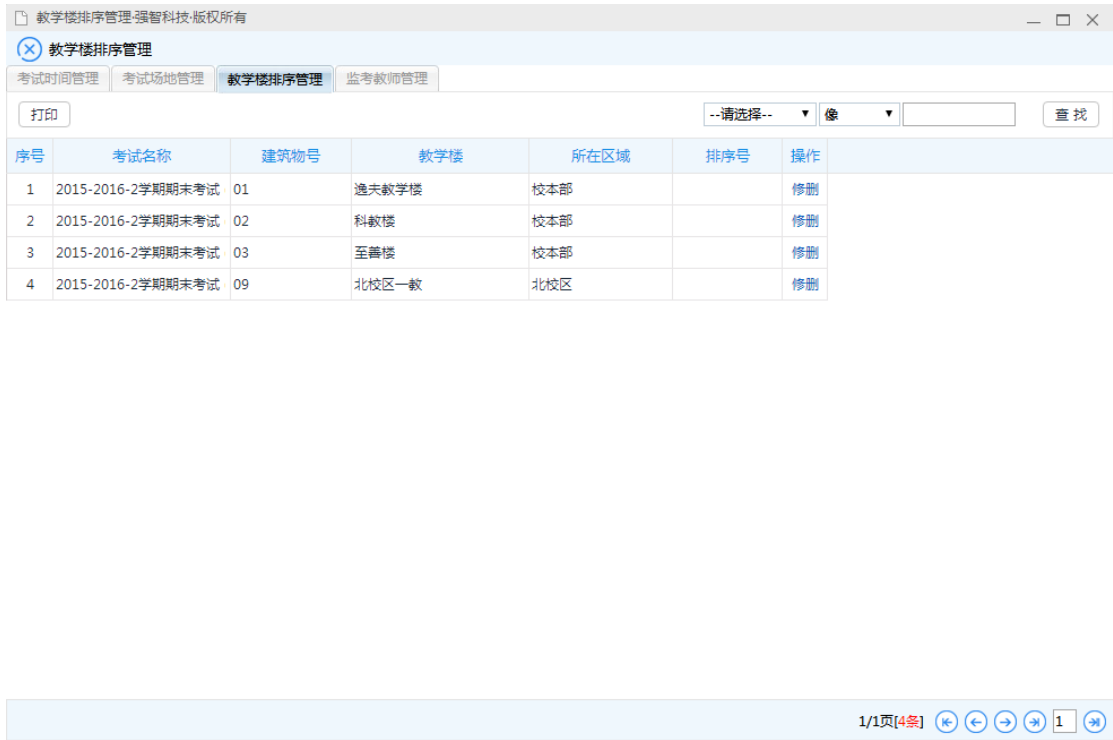 教学楼排序管理·强智科技·版权所有
教学楼排序管理
考试时间管理 考试场地管理 教学楼排序管理 监考教师管理
打印 --请选择-- 像 查 找
序号 考试名称 建筑物号 教学楼 所在区域 排序号 操作
1 2015-2016-2学期期末考试 01 逸夫教学楼 校本部 修删
2 2015-2016-2学期期末考试 02 科教楼 校本部 修删
3 2015-2016-2学期期末考试 03 至善楼 校本部 修删
4 2015-2016-2学期期末考试 09 北校区一教 北校区 修删
1/1页[4条] 1